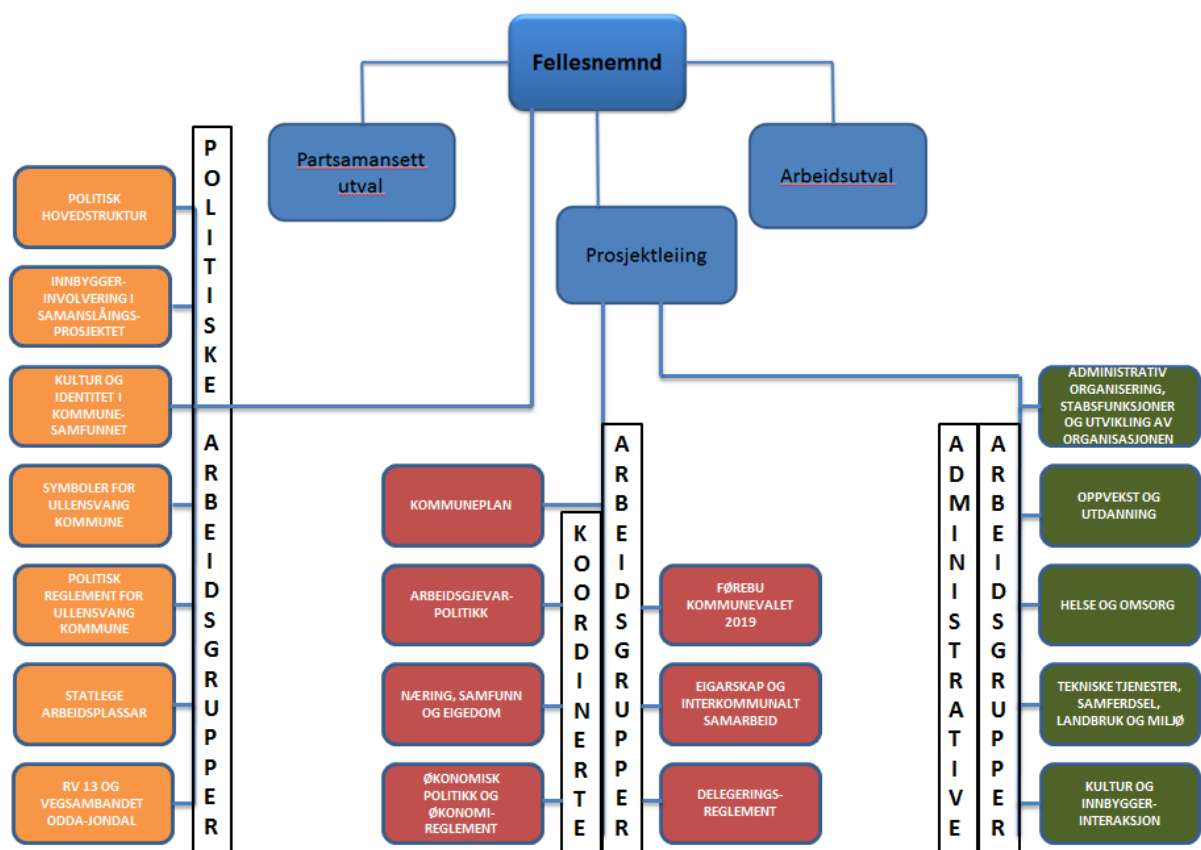 Fellesnemnd
Partsamansett
utval
Arbeidsutval
Prosjektleiing
POLITISKE ARBEIDSGRUPPER
POLITISK
HOVEDSTRUKTUR
INNBYGGER-
INVOLVERING I
SAMANSLÅINGS-
PROSJEKTET
KULTUR OG
IDENTITET I
KOMMUNE-
SAMFUNNET
SYMBOLER FOR
ULLENSVANG
KOMMUNE
POLITISK
REGLEMENT FOR
ULLENSVANG
KOMMUNE
STATLEGE
ARBEIDSPLASSAR
RV 13 OG
VEGSAMBANDET
ODDA-JONDAL
KOORDINERTE
ARBEIDSGRUPPER
KOMMUNEPLAN
ARBEIDSGJEVAR-
POLITIKK
NÆRING, SAMFUNN
OG EIGEDOM
ØKONOMISK
POLITIKK OG
ØKONOMI-
REGLEMENT
FØREBU
KOMMUNEVALET
2019
EIGARSKAP OG
INTERKOMMUNALT
SAMARBEID
DELEGERINGS-
REGLEMENT
ADMINISTRATIVE
ARBEIDSGRUPPER
ADMINISTRATIV
ORGANISERING,
STABSFUNKSJONER
OG UTVIKLING AV
ORGANISASJONEN
OPPVEKST OG
UTDANNING
HELSE OG OMSORG
TEKNISKE TJENESTER,
SAMFERDSEL,
LANDBRUK OG MILJØ
KULTUR OG
INNBYGGER-
INTERAKSJON